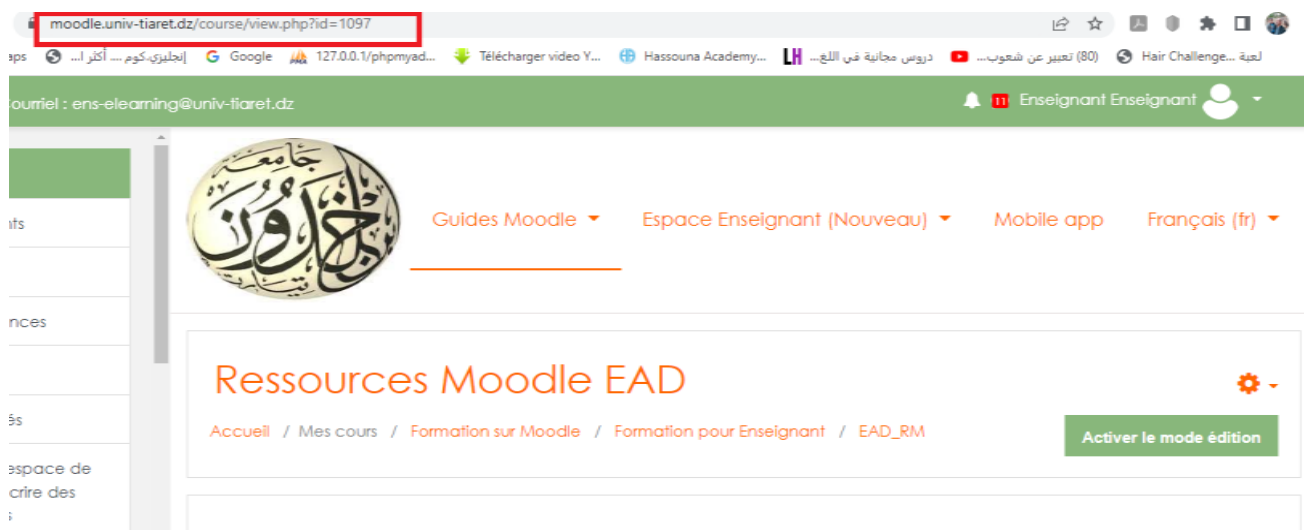 moodle.univ-tiaret.dz/course/view.php?id=1097
aps إنجليزي.كوم .... أكثر ا... Google 127.0.0.1/phpmyad... Télécharger video Y... Hassouna Academy... دروس مجانية في اللغ... LH (80) تعبير عن شعوب... Hair Challenge... لعبة
Courriel : ens-elearning@univ-tiaret.dz
11 Enseignant Enseignant
جامعة
ابن خلدون
تيارت
Guides Moodle Espace Enseignant (Nouveau) Mobile app Français (fr)
nts
nces
és
espace de
crire des
s
Ressources Moodle EAD
Accueil / Mes cours / Formation sur Moodle / Formation pour Enseignant / EAD_RM
Activer le mode édition